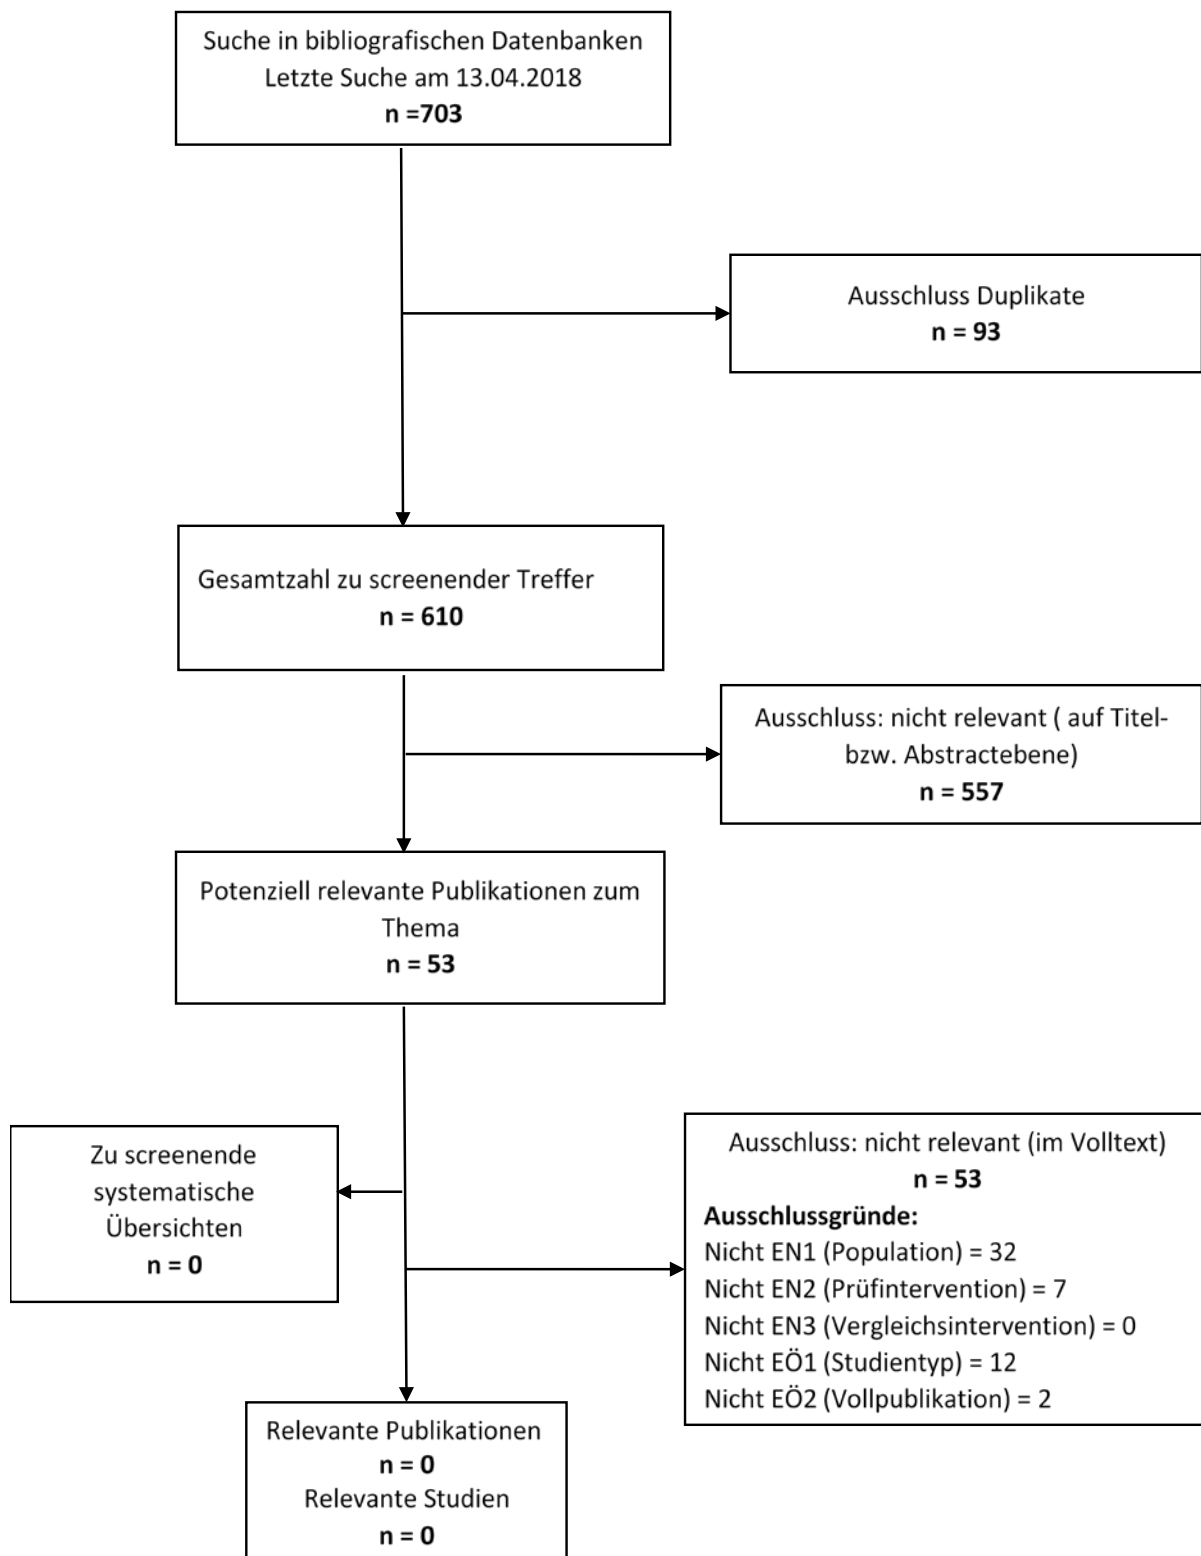 Suche in bibliografischen Datenbanken
Letzte Suche am 13.04.2018
n =703
Ausschluss Duplikate
n = 93
Gesamtzahl zu screenender Treffer
n = 610
Ausschluss: nicht relevant ( auf Titel-
bzw. Abstractebene)
n = 557
Potenziell relevante Publikationen zum
Thema
n = 53
Zu screenende
systematische
Übersichten
n = 0
Ausschluss: nicht relevant (im Volltext)
n = 53
Ausschlussgründe:
Nicht EN1 (Population) = 32
Nicht EN2 (Prüfintervention) = 7
Nicht EN3 (Vergleichsintervention) = 0
Nicht EÖ1 (Studientyp) = 12
Nicht EÖ2 (Vollpublikation) = 2
Relevante Publikationen
n = 0
Relevante Studien
n = 0